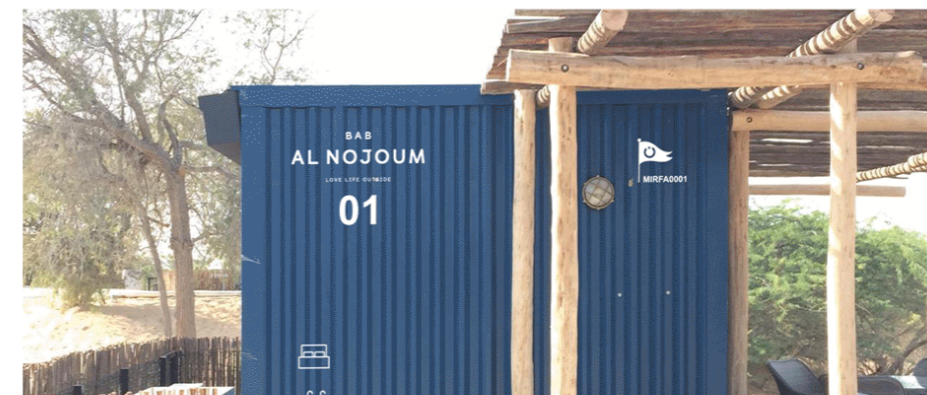 BAB
AL NOJOUM
LOVE LIFE OUTSIDE
01
MIRFA0001